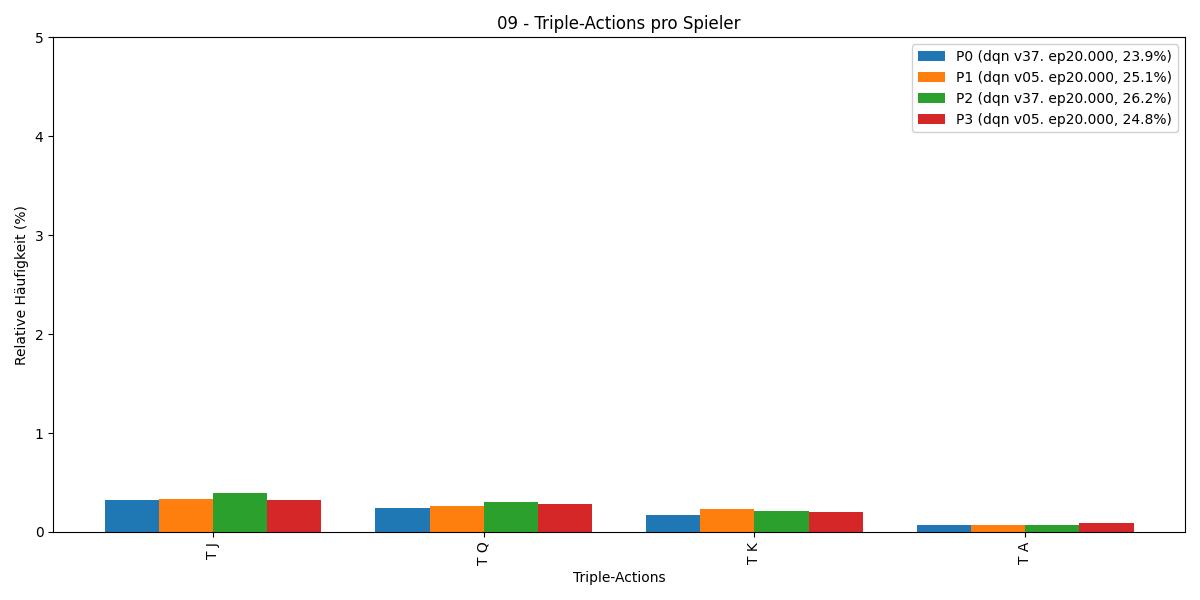 09 - Triple-Actions pro Spieler
5
4
3
2
1
0
Relative Häufigkeit (%)
P0 (dqn v37. ep20.000, 23.9%)
P1 (dqn v05. ep20.000, 25.1%)
P2 (dqn v37. ep20.000, 26.2%)
P3 (dqn v05. ep20.000, 24.8%)
T J
T Q
T K
T A
Triple-Actions